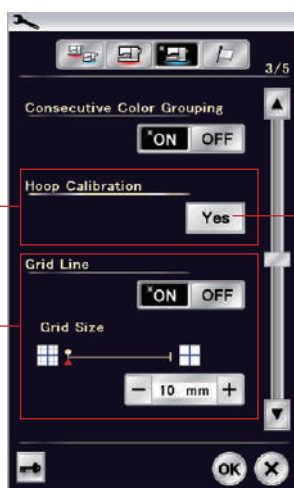 3/5
Consecutive Color Grouping
ON OFF
Hoop Calibration
Yes
Grid Line
ON OFF
Grid Size
− 10 mm +
OK X